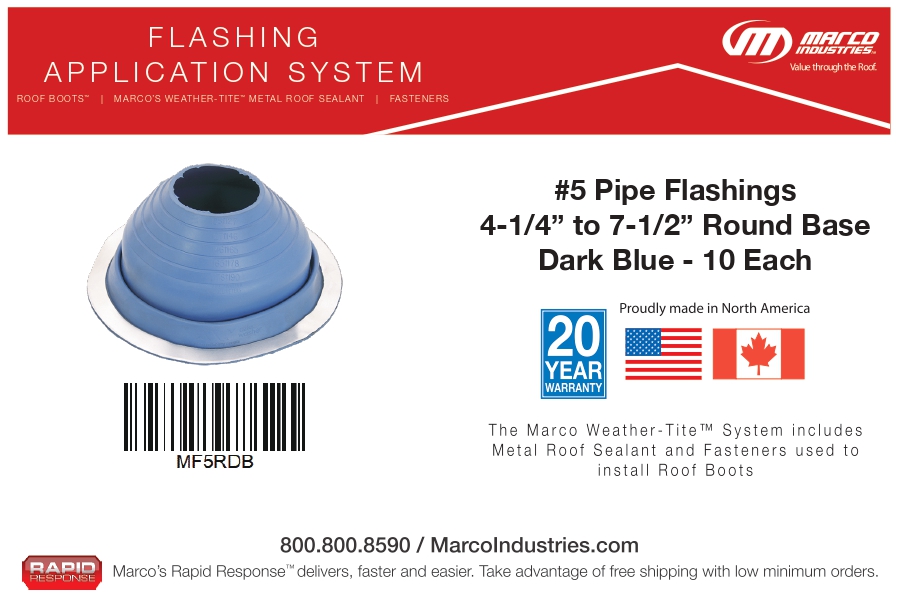 FLASHING
APPLICATION SYSTEM
ROOF BOOTS™ | MARCO'S WEATHER-TITE™ METAL ROOF SEALANT | FASTENERS
MARCO
INDUSTRIES™
Value through the Roof.
#5 Pipe Flashings
4-1/4” to 7-1/2” Round Base
Dark Blue - 10 Each
Proudly made in North America
20
YEAR
WARRANTY
MF5RDB
The Marco Weather-Tite™ System includes
Metal Roof Sealant and Fasteners used to
install Roof Boots
800.800.8590 / MarcoIndustries.com
RAPID
RESPONSE
Marco's Rapid Response™ delivers, faster and easier. Take advantage of free shipping with low minimum orders.